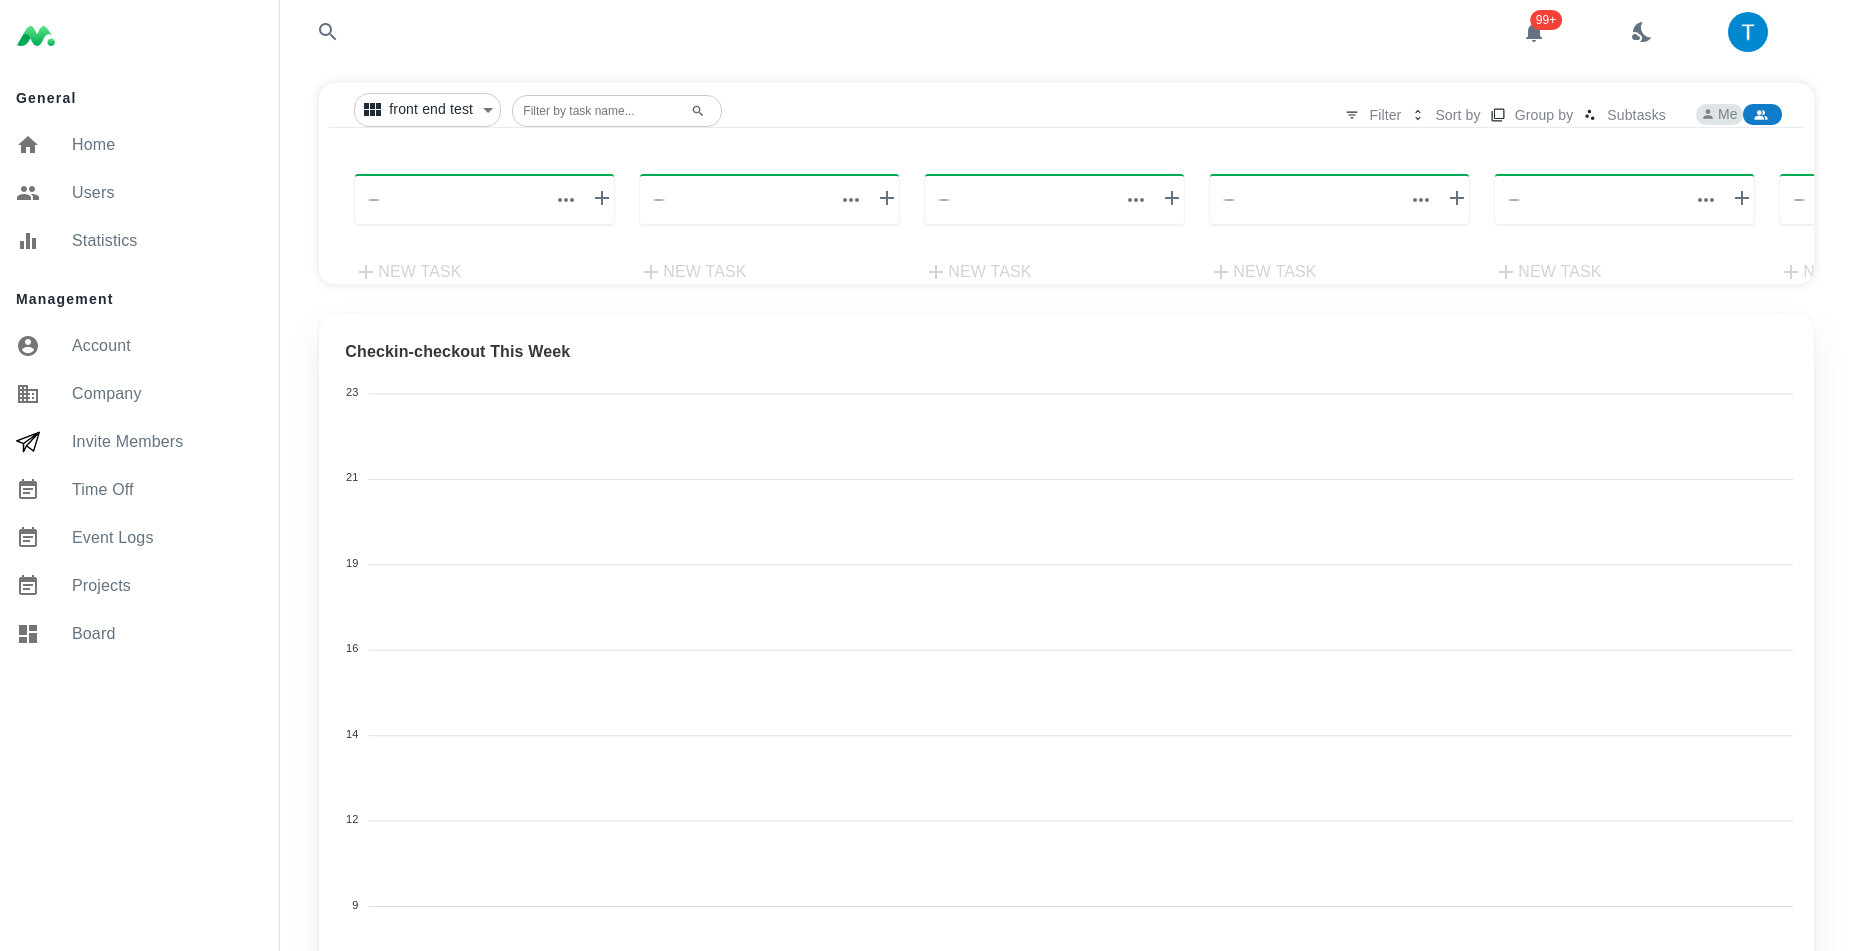 General
Home
Users
Statistics
Management
Account
Company
Invite Members
Time Off
Event Logs
Projects
Board
99+
T
front end test
Filter by task name...
Filter
Sort by
Group by
Subtasks
Me
NEW TASK
NEW TASK
NEW TASK
NEW TASK
NEW TASK
N
Checkin-checkout This Week
23
21
19
16
14
12
9